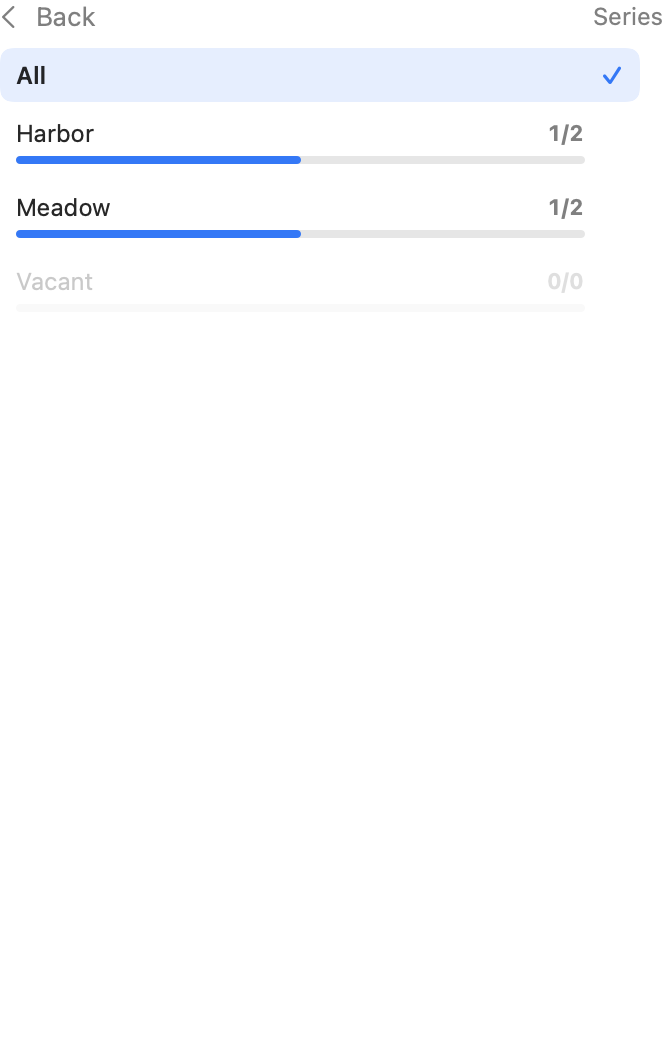 Back
Series
All
Harbor 1/2
Meadow 1/2
Vacant 0/0